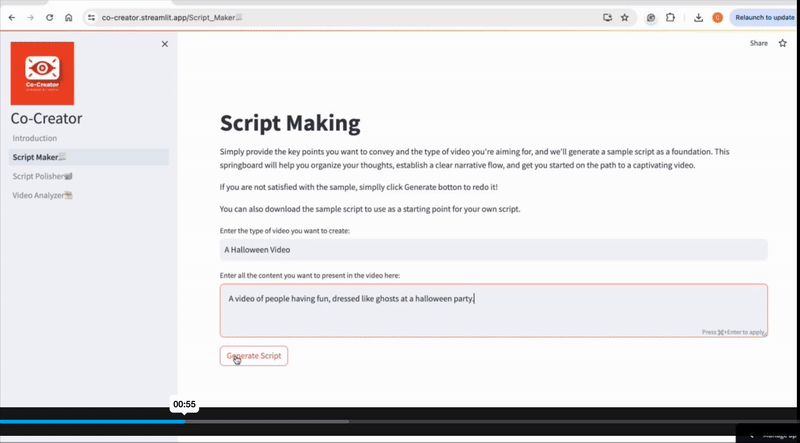 co-creator.streamlit.app/Script_Maker
Relaunch to update
Share
Co-Creator
Co-Creator
Introduction
Script Maker
Script Polisher
Video Analyzer
Script Making
Simply provide the key points you want to convey and the type of video you're aiming for, and we'll generate a sample script as a foundation. This
springboard will help you organize your thoughts, establish a clear narrative flow, and get you started on the path to a captivating video.
If you are not satisfied with the sample, simplly click Generate botton to redo it!
You can also download the sample script to use as a starting point for your own script.
Enter the type of video you want to create:
A Halloween Video
Enter all the content you want to present in the video here:
A video of people having fun, dressed like ghosts at a halloween party.
Press ⌘+Enter to apply
Generate Script
00:55